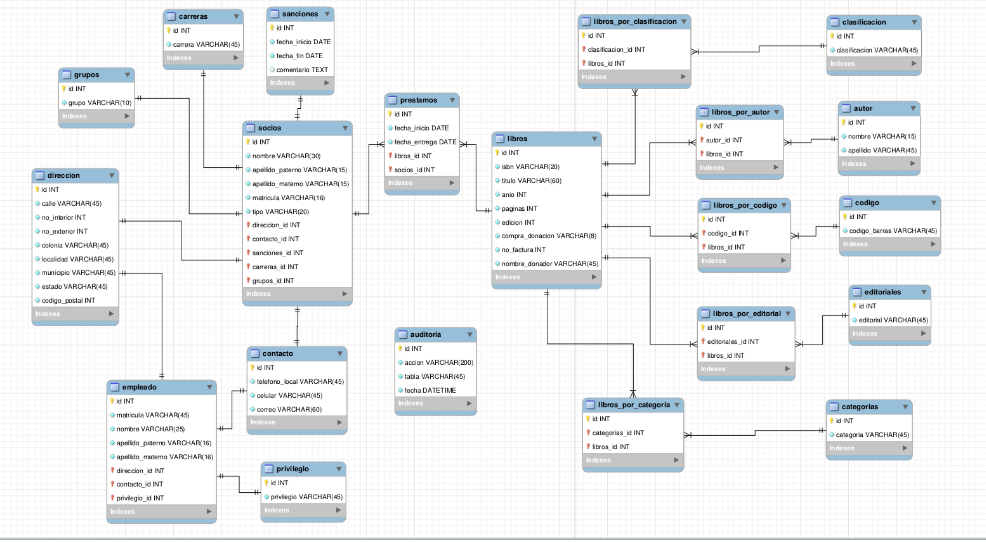 carreras
id INT
carrera VARCHAR(45)
Indexes
sanciones
id INT
fecha_inicio DATE
fecha_fin DATE
comentario TEXT
Indexes
grupos
id INT
grupo VARCHAR(10)
Indexes
direccion
id INT
calle VARCHAR(45)
no_interior INT
no_exterior INT
colonia VARCHAR(45)
localidad VARCHAR(45)
municipio VARCHAR(45)
estado VARCHAR(45)
codigo_postal INT
Indexes
socios
id INT
nombre VARCHAR(30)
apellido_paterno VARCHAR(15)
apellido_materno VARCHAR(15)
matricula VARCHAR(16)
tipo VARCHAR(20)
direccion_id INT
contacto_id INT
sanciones_id INT
carreras_id INT
grupos_id INT
Indexes
prestamos
id INT
fecha_inicio DATE
fecha_entrega DATE
libros_id INT
socios_id INT
Indexes
libros
id INT
isbn VARCHAR(20)
titulo VARCHAR(60)
anio INT
paginas INT
edicion INT
compra_donacion VARCHAR(8)
no_factura INT
nombre_donador VARCHAR(45)
Indexes
libros_por_clasificacion
id INT
clasificacion_id INT
libros_id INT
Indexes
clasificacion
id INT
clasificacion VARCHAR(45)
Indexes
libros_por_autor
id INT
autor_id INT
libros_id INT
Indexes
autor
id INT
nombre VARCHAR(15)
apellido VARCHAR(45)
Indexes
libros_por_codigo
id INT
codigo_id INT
libros_id INT
Indexes
codigo
id INT
codigo_barras VARCHAR(45)
Indexes
libros_por_editorial
id INT
editoriales_id INT
libros_id INT
Indexes
editoriales
id INT
editorial VARCHAR(45)
Indexes
libros_por_categoria
id INT
categorias_id INT
libros_id INT
Indexes
categorias
id INT
categoria VARCHAR(45)
Indexes
auditoria
id INT
accion VARCHAR(200)
tabla VARCHAR(45)
fecha DATETIME
Indexes
contacto
id INT
telefono_local VARCHAR(45)
celular VARCHAR(45)
correo VARCHAR(60)
Indexes
empleado
id INT
matricula VARCHAR(45)
nombre VARCHAR(25)
apellido_paterno VARCHAR(16)
apellido_materno VARCHAR(16)
direccion_id INT
contacto_id INT
privilegio_id INT
Indexes
privilegio
id INT
privilegio VARCHAR(45)
Indexes